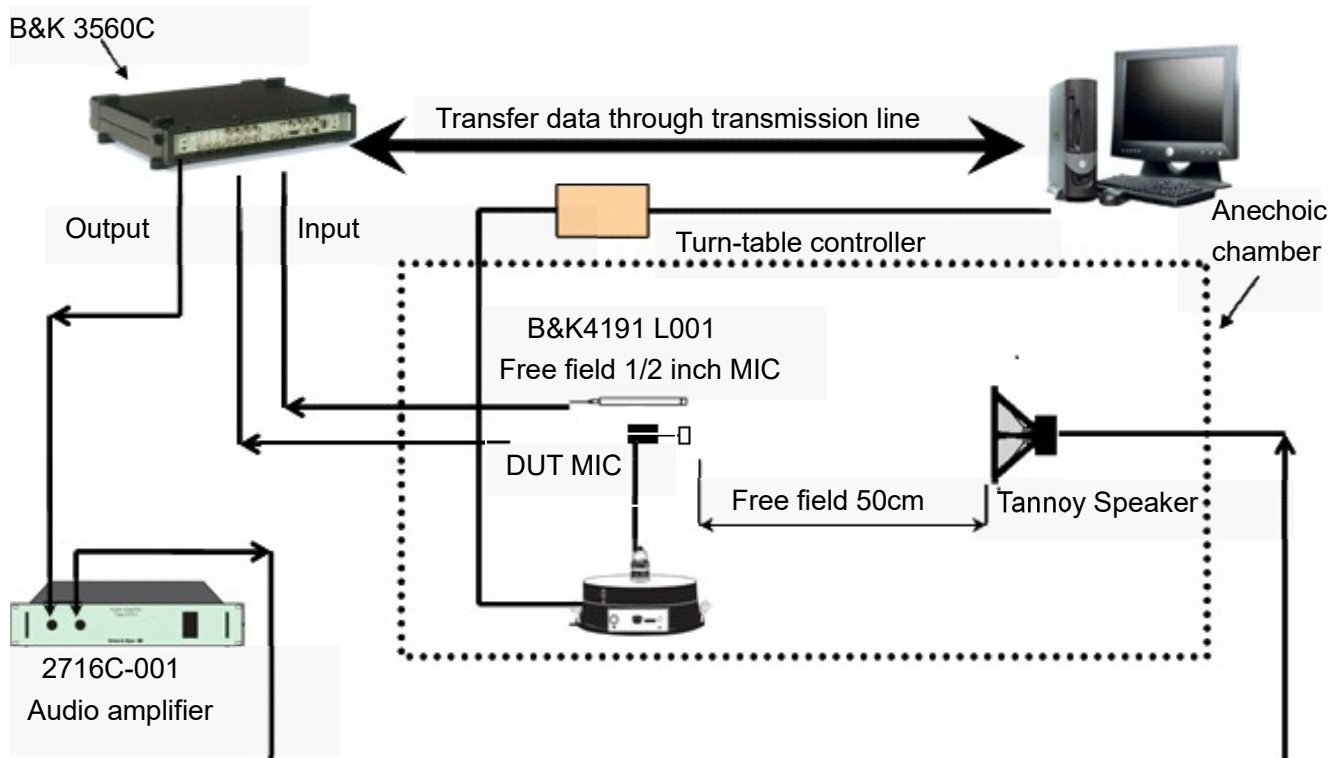 B&K 3560C
Transfer data through transmission line
Output
Input
Turn-table controller
Anechoic
chamber
B&K4191 L001
Free field 1/2 inch MIC
DUT MIC
Free field 50cm
Tannoy Speaker
2716C-001
Audio amplifier